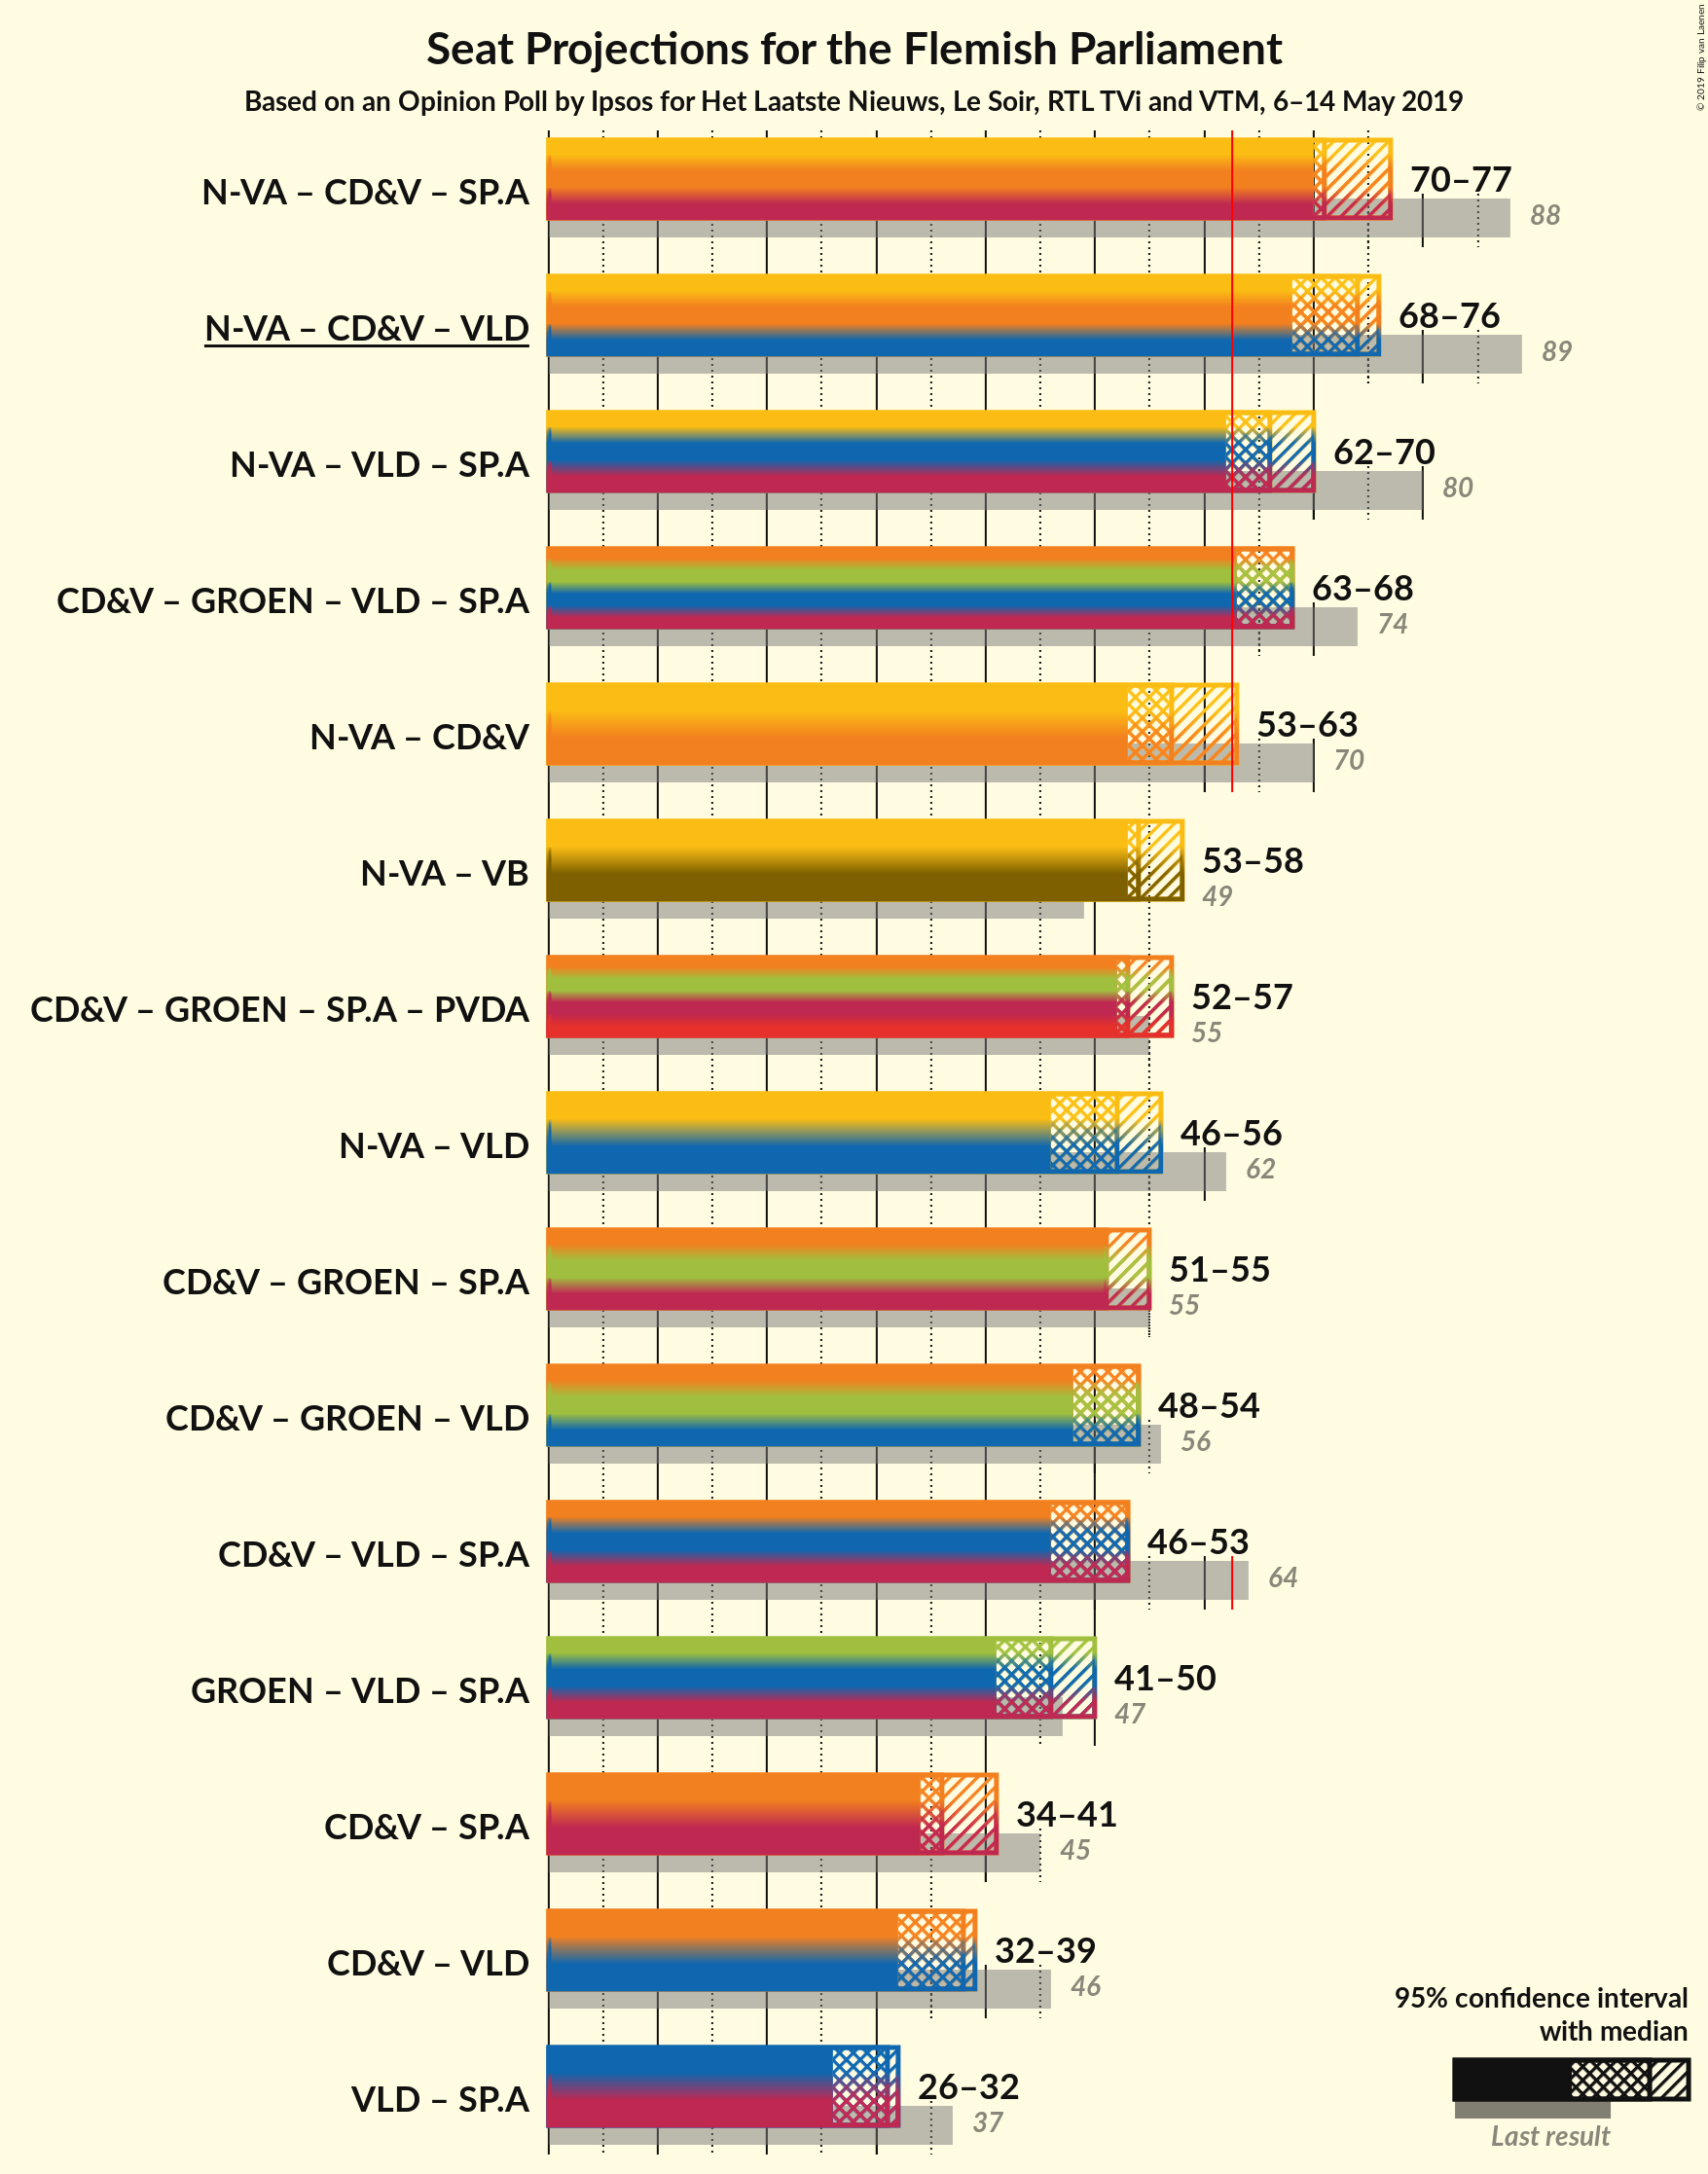 Seat Projections for the Flemish Parliament
Based on an Opinion Poll by Ipsos for Het Laatste Nieuws, Le Soir, RTL TVi and VTM, 6–14 May 2019
© 2019 Filip van Laenen
N-VA – CD&V – SP.A
70–77
88
N-VA – CD&V – VLD
68–76
89
N-VA – VLD – SP.A
62–70
80
CD&V – GROEN – VLD – SP.A
63–68
74
N-VA – CD&V
53–63
70
N-VA – VB
53–58
49
CD&V – GROEN – SP.A – PVDA
52–57
55
N-VA – VLD
46–56
62
CD&V – GROEN – SP.A
51–55
55
CD&V – GROEN – VLD
48–54
56
CD&V – VLD – SP.A
46–53
64
GROEN – VLD – SP.A
41–50
47
CD&V – SP.A
34–41
45
CD&V – VLD
32–39
46
VLD – SP.A
26–32
37
95% confidence interval
with median
Last result